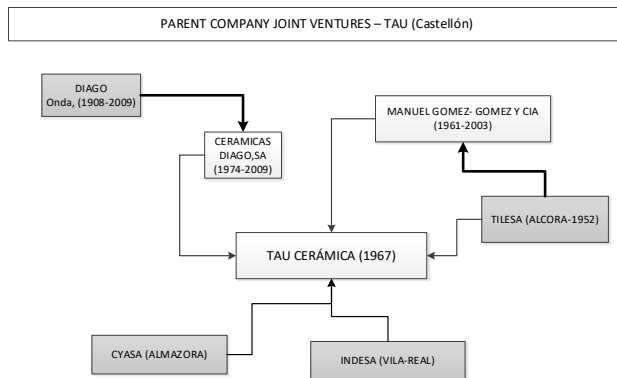 PARENT COMPANY JOINT VENTURES – TAU (Castellón)
DIAGO
Onda, (1908-2009)
MANUEL GOMEZ- GOMEZ Y CIA
(1961-2003)
CERAMICAS
DIAGO,SA
(1974-2009)
TILESA (ALCORA-1952)
TAU CERÁMICA (1967)
CYASA (ALMAZORA)
INDESA (VILA-REAL)